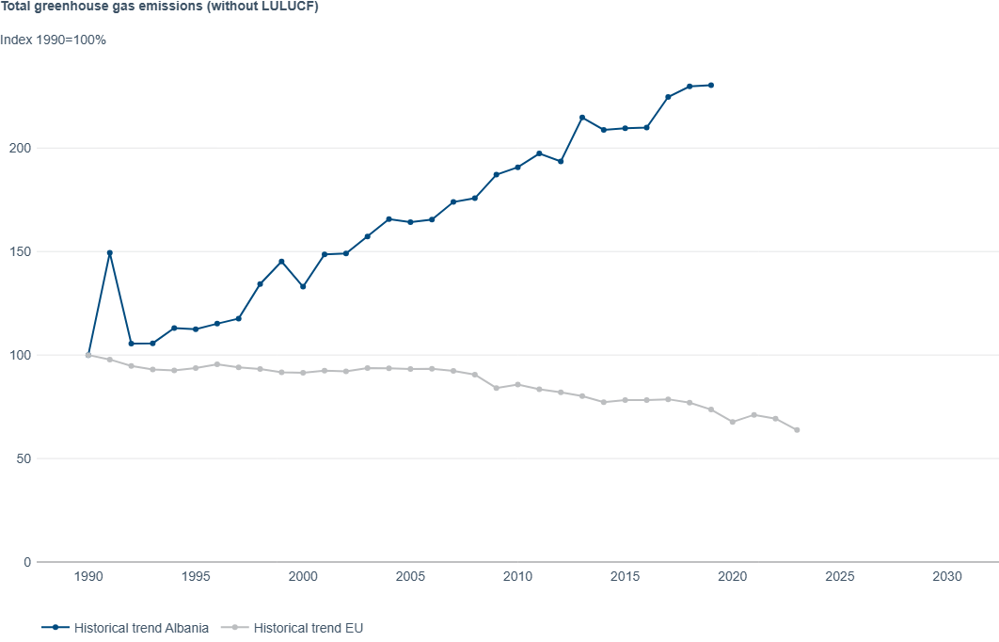 Total greenhouse gas emissions (without LULUCF)
Index 1990=100%
200
150
100
50
0
1990 1995 2000 2005 2010 2015 2020 2025 2030
Historical trend Albania Historical trend EU